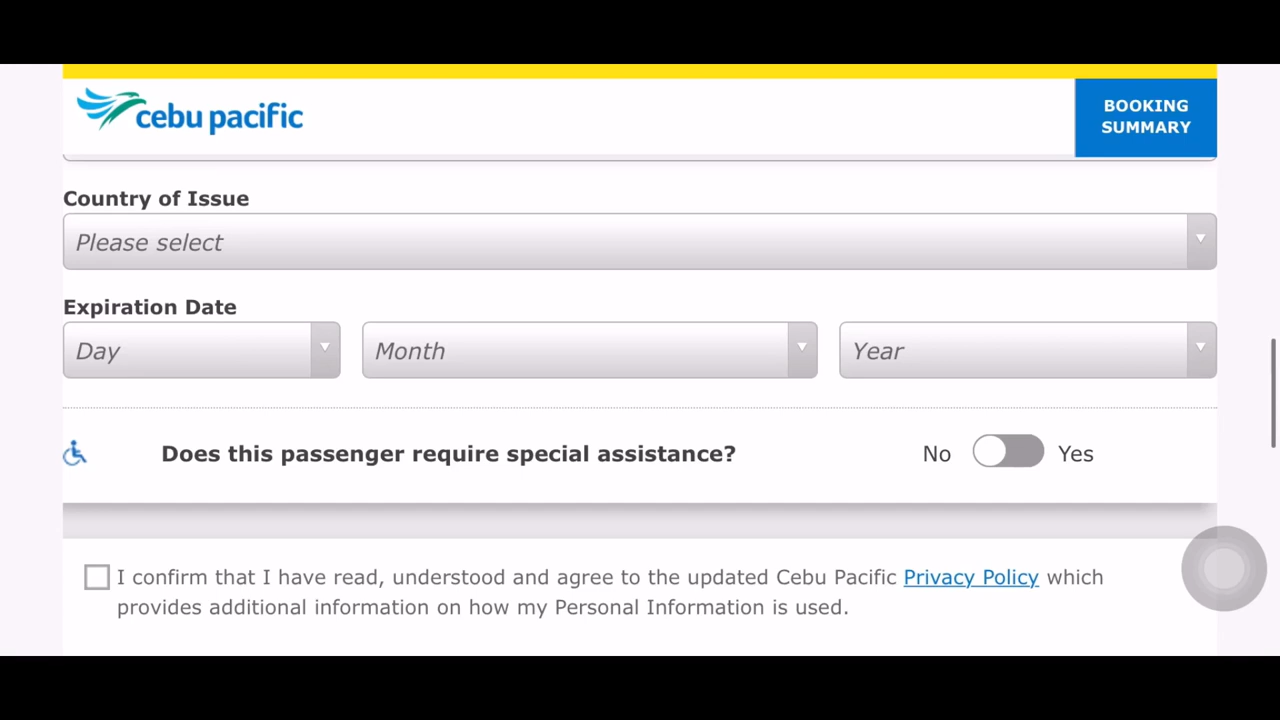 cebu pacific
BOOKING
SUMMARY
Country of Issue
Please select
Expiration Date
Day Month Year
Does this passenger require special assistance? No Yes
I confirm that I have read, understood and agree to the updated Cebu Pacific Privacy Policy which
provides additional information on how my Personal Information is used.